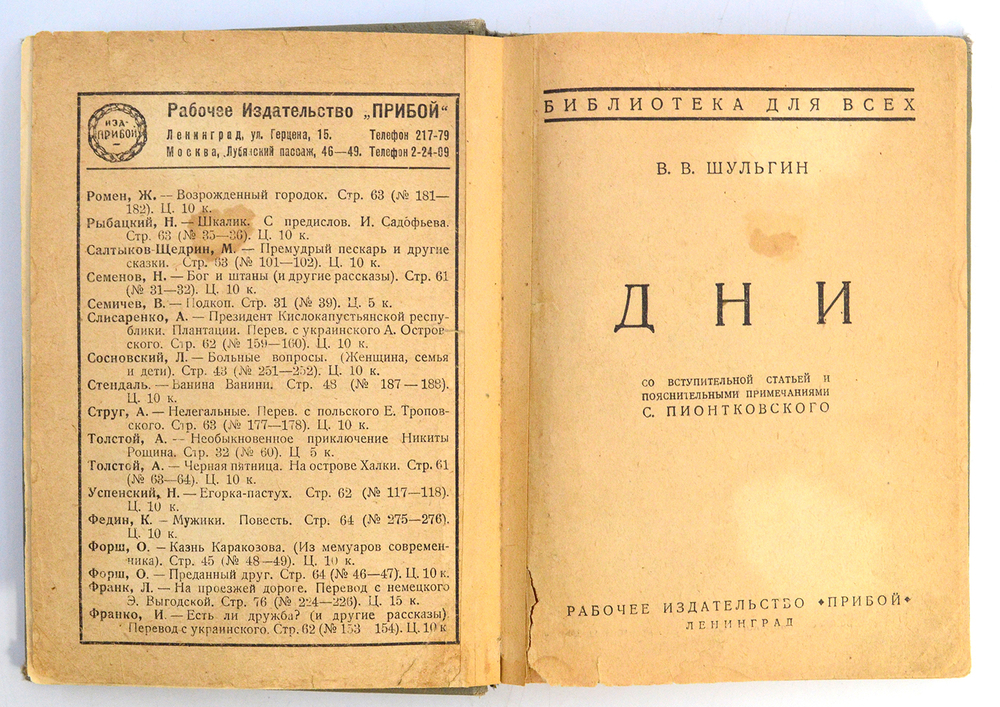 ИЗД-
ПРИБОЙ
Рабочее Издательство „ПРИБОЙ“
Ленинград, ул. Герцена, 15. Телефон 217-79
Москва, Лубянский пассаж, 46—49. Телефон 2-24-09
Ромен, Ж. — Возрожденный городок. Стр. 63 (№ 181—
182). Ц. 10 к.
Рыбацкий, Н. — Шкалик. С предислов. И. Садофьева.
Стр. 63 (№ 35—36). Ц. 10 к.
Салтыков-Щедрин, М. — Премудрый пескарь и другие
сказки. Стр. 63 (№ 101—102). Ц. 10 к.
Семенов, Н. — Бог и штаны (и другие рассказы). Стр. 61
(№ 31—32). Ц. 10 к.
Семичев, В. — Подкоп. Стр. 31 (№ 39). Ц. 5 к.
Слисаренко, А. — Президент Кислокапустьянской респу-
блики. Плантации. Перев. с украинского А. Остров-
ского. Стр. 62 (№ 159—160). Ц. 10 к.
Сосновский, Л. — Больные вопросы. (Женщина, семья
и дети). Стр. 43 (№ 251—252). Ц. 10 к.
Стендаль. — Ванина Ванини. Стр. 48 (№ 187—188).
Ц. 10 к.
Струг, А. — Нелегальные. Перев. с польского Е. Тропов-
ского. Стр. 63 (№ 177—178). Ц. 10 к.
Толстой, А. — Необыкновенное приключение Никиты
Рощина. Стр. 32 (№ 60). Ц 5 к.
Толстой, А. — Черная пятница. На острове Халки. Стр. 61
(№ 63—64). Ц. 10 к.
Успенский, Н. — Егорка-пастух. Стр. 62 (№ 117—118).
Ц. 10 к.
Федин, К. — Мужики. Повесть. Стр. 64 (№ 275—276).
Ц. 10 к.
Форш, О. — Казнь Каракозова. (Из мемуаров современ-
ника). Стр. 45 (№ 48—49). Ц. 10 к.
Форш, О. — Преданный друг. Стр. 64 (№ 46—47). Ц. 10 к.
Франк, Л. — На проезжей дороге. Перевод с немецкого
Э. Выгодской. Стр. 76 (№ 224—226). Ц. 15 к.
Франко, И. — Есть ли дружба? (и другие рассказы)
Перевод с украинского. Стр. 62 (№ 153 154). Ц. 10 к
БИБЛИОТЕКА ДЛЯ ВСЕХ
В. В. ШУЛЬГИН
ДНИ
СО ВСТУПИТЕЛЬНОЙ СТАТЬЕЙ И
ПОЯСНИТЕЛЬНЫМИ ПРИМЕЧАНИЯМИ
С. ПИОНТКОВСКОГО
РАБОЧЕЕ ИЗДАТЕЛЬСТВО «ПРИБОЙ»
ЛЕНИНГРАД